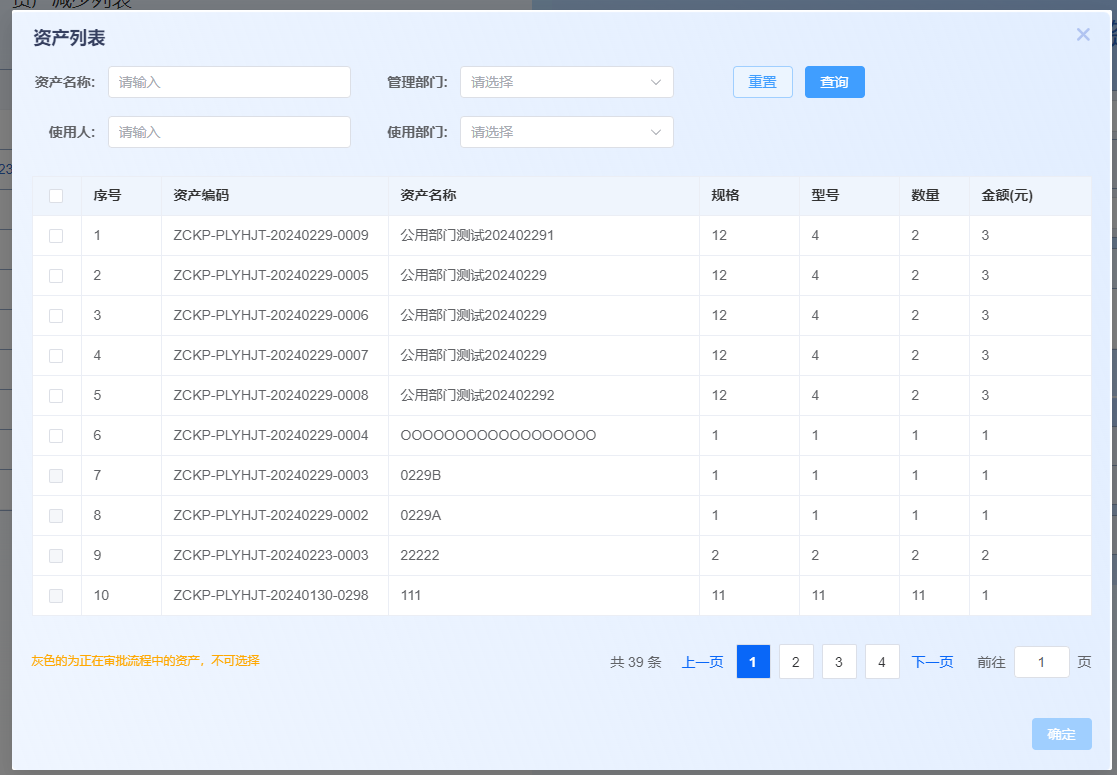 资产列表
资产名称: 请输入 管理部门: 请选择 重置 查询
使用人: 请输入 使用部门: 请选择
序号 资产编码 资产名称 规格 型号 数量 金额(元)
1 ZCKP-PLYHJT-20240229-0009 公用部门测试202402291 12 4 2 3
2 ZCKP-PLYHJT-20240229-0005 公用部门测试20240229 12 4 2 3
3 ZCKP-PLYHJT-20240229-0006 公用部门测试20240229 12 4 2 3
4 ZCKP-PLYHJT-20240229-0007 公用部门测试20240229 12 4 2 3
5 ZCKP-PLYHJT-20240229-0008 公用部门测试202402292 12 4 2 3
6 ZCKP-PLYHJT-20240229-0004 OOOOOOOOOOOOOOOOOO 1 1 1 1
7 ZCKP-PLYHJT-20240229-0003 0229B 1 1 1 1
8 ZCKP-PLYHJT-20240229-0002 0229A 1 1 1 1
9 ZCKP-PLYHJT-20240223-0003 22222 2 2 2 2
10 ZCKP-PLYHJT-20240130-0298 111 11 11 11 1
灰色的为正在审批流程中的资产，不可选择 共 39 条 上一页 1 2 3 4 下一页 前往 1 页
确定